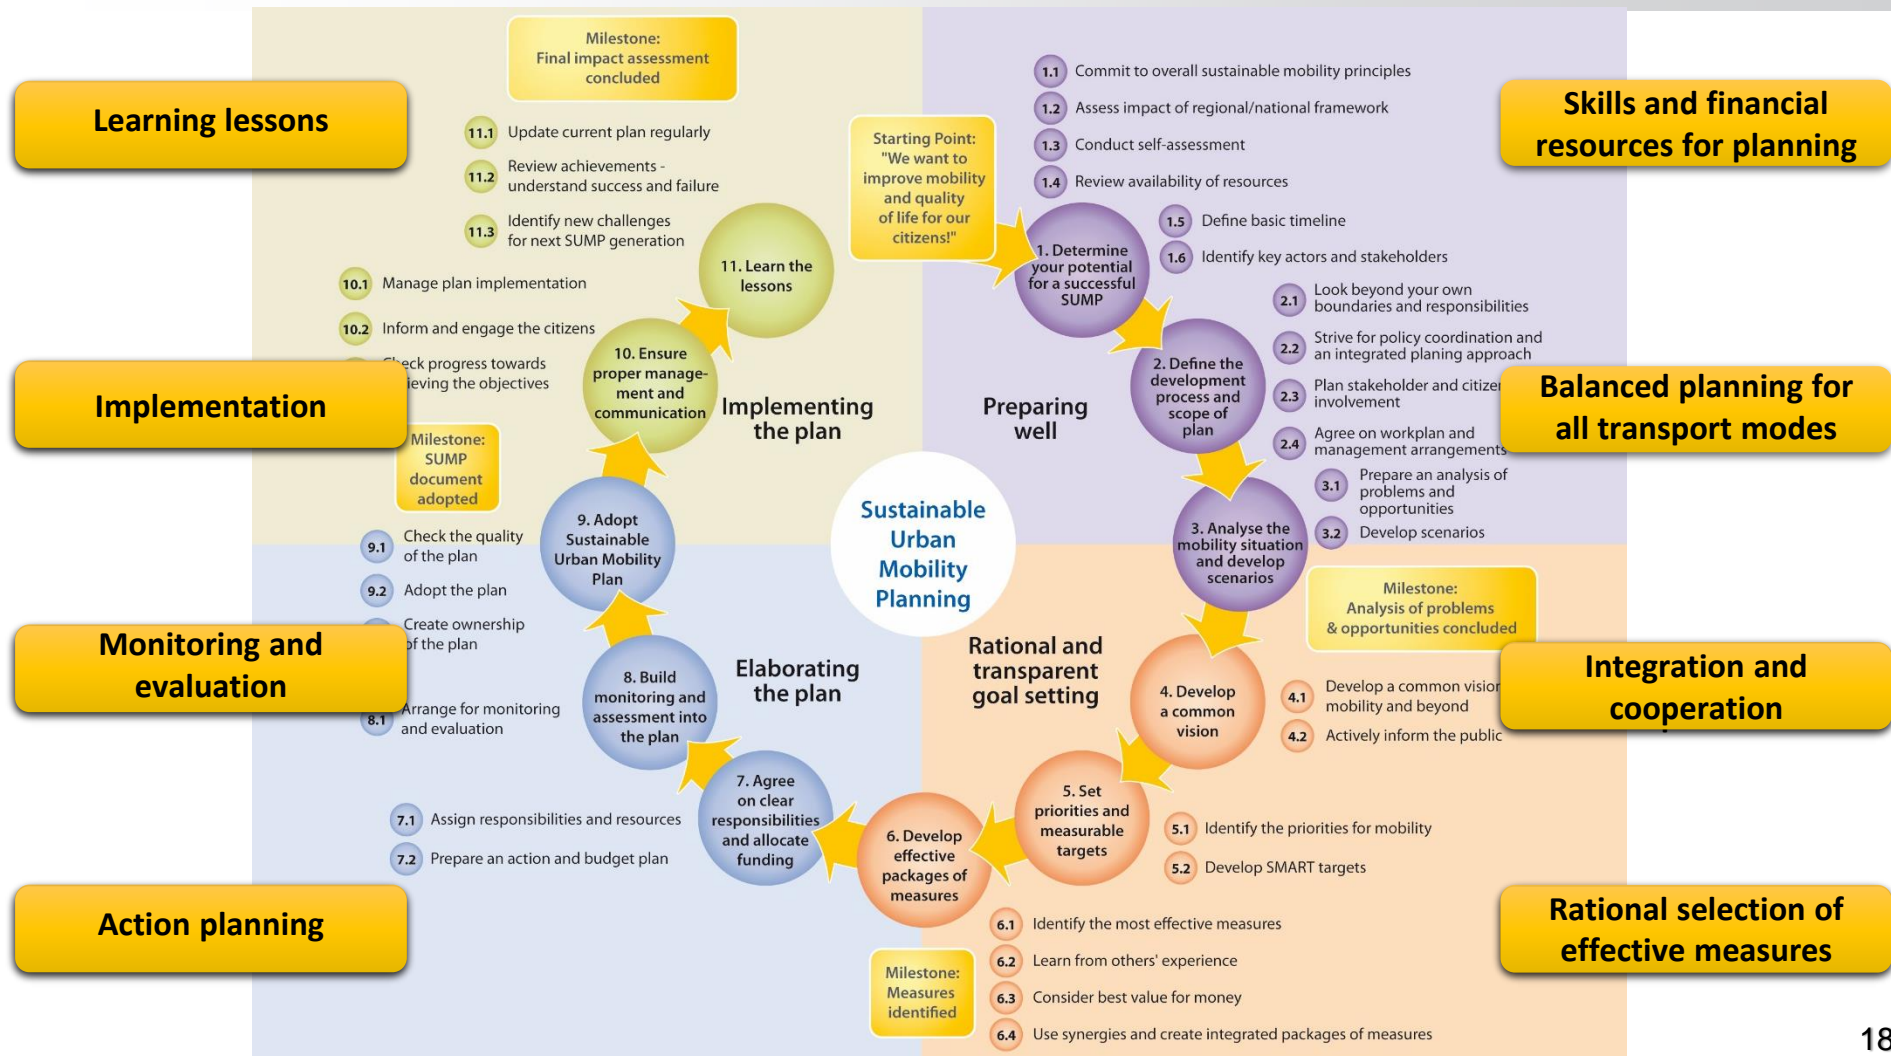 Learning lessons
Implementation
Monitoring and
evaluation
Action planning
Skills and financial
resources for planning
Balanced planning for
all transport modes
Integration and
cooperation
Rational selection of
effective measures
Sustainable
Urban
Mobility
Planning
Starting Point:
"We want to
improve mobility
and quality
of life for our
citizens!"
Preparing
well
1. Determine
your potential
for a successful
SUMP
1.1 Commit to overall sustainable mobility principles
1.2 Assess impact of regional/national framework
1.3 Conduct self-assessment
1.4 Review availability of resources
1.5 Define basic timeline
1.6 Identify key actors and stakeholders
2. Define the
development
process and
scope of
plan
2.1 Look beyond your own
boundaries and responsibilities
2.2 Strive for policy coordination and
an integrated planing approach
2.3 Plan stakeholder and citizen
involvement
2.4 Agree on workplan and
management arrangements
3. Analyse the
mobility situation
and develop
scenarios
3.1 Prepare an analysis of
problems and
opportunities
3.2 Develop scenarios
Milestone:
Analysis of problems
& opportunities concluded
Rational and
transparent
goal setting
4. Develop
a common
vision
4.1 Develop a common vision
mobility and beyond
4.2 Actively inform the public
5. Set
priorities and
measurable
targets
5.1 Identify the priorities for mobility
5.2 Develop SMART targets
6. Develop
effective
packages of
measures
6.1 Identify the most effective measures
6.2 Learn from others' experience
6.3 Consider best value for money
6.4 Use synergies and create integrated packages of measures
Milestone:
Measures
identified
Elaborating
the plan
7. Agree
on clear
responsibilities
and allocate
funding
7.1 Assign responsibilities and resources
7.2 Prepare an action and budget plan
8. Build
monitoring and
assessment into
the plan
8.1 Arrange for monitoring
and evaluation
9. Adopt
Sustainable
Urban Mobility
Plan
9.1 Check the quality
of the plan
9.2 Adopt the plan
Create ownership
of the plan
Milestone:
SUMP
document
adopted
Implementing
the plan
10. Ensure
proper manage-
ment and
communication
10.1 Manage plan implementation
10.2 Inform and engage the citizens
Check progress towards
the objectives
11. Learn the
lessons
11.1 Update current plan regularly
11.2 Review achievements -
understand success and failure
11.3 Identify new challenges
for next SUMP generation
Milestone:
Final impact assessment
concluded
18